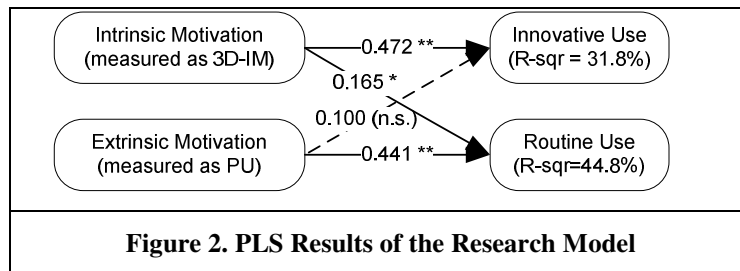 Intrinsic Motivation
(measured as 3D-IM)
0.472 **
Innovative Use
(R-sqr = 31.8%)
0.165 *
0.100 (n.s.)
Extrinsic Motivation
(measured as PU)
0.441 **
Routine Use
(R-sqr=44.8%)
Figure 2. PLS Results of the Research Model